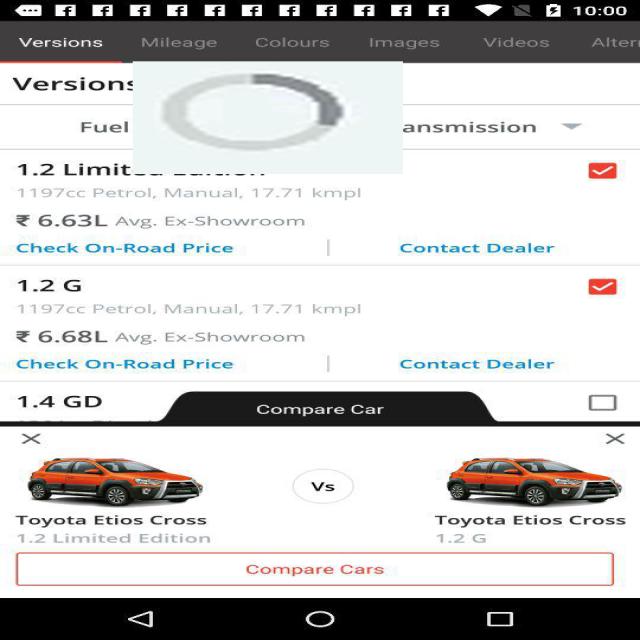 10:00
Versions Mileage Colours Images Videos Altern
Versions
Fuel ansmission
1.2 Limited Edition
1197cc Petrol, Manual, 17.71 kmpl
₹ 6.63L Avg. Ex-Showroom
Check On-Road Price | Contact Dealer
1.2 G
1197cc Petrol, Manual, 17.71 kmpl
₹ 6.68L Avg. Ex-Showroom
Check On-Road Price | Contact Dealer
1.4 GD
Compare Car
Vs
Toyota Etios Cross Toyota Etios Cross
1.2 Limited Edition 1.2 G
Compare Cars